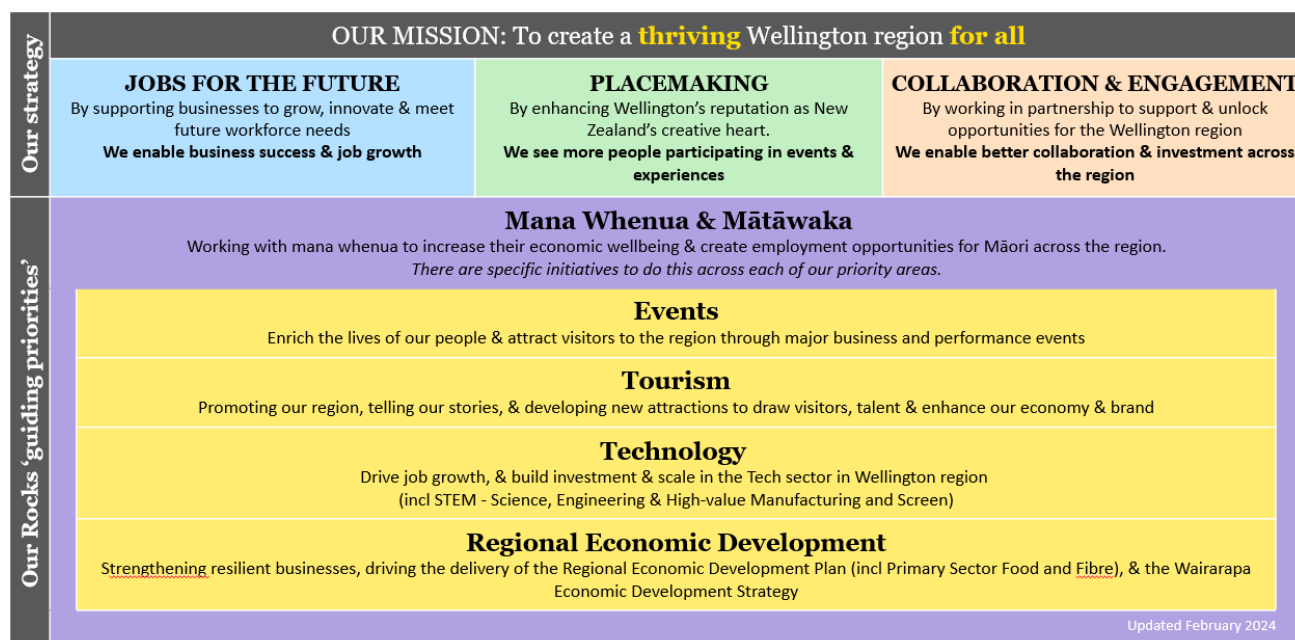 Our strategy
OUR MISSION: To create a thriving Wellington region for all
JOBS FOR THE FUTURE
By supporting businesses to grow, innovate & meet
future workforce needs
We enable business success & job growth
PLACEMAKING
By enhancing Wellington’s reputation as New
Zealand’s creative heart.
We see more people participating in events &
experiences
COLLABORATION & ENGAGEMENT
By working in partnership to support & unlock
opportunities for the Wellington region
We enable better collaboration & investment across
the region
Our Rocks ‘guiding priorities’
Mana Whenua & Mātāwaka
Working with mana whenua to increase their economic wellbeing & create employment opportunities for Māori across the region.
There are specific initiatives to do this across each of our priority areas.
Events
Enrich the lives of our people & attract visitors to the region through major business and performance events
Tourism
Promoting our region, telling our stories, & developing new attractions to draw visitors, talent & enhance our economy & brand
Technology
Drive job growth, & build investment & scale in the Tech sector in Wellington region
(incl STEM - Science, Engineering & High-value Manufacturing and Screen)
Regional Economic Development
Strengthening resilient businesses, driving the delivery of the Regional Economic Development Plan (incl Primary Sector Food and Fibre), & the Wairarapa
Economic Development Strategy
Updated February 2024